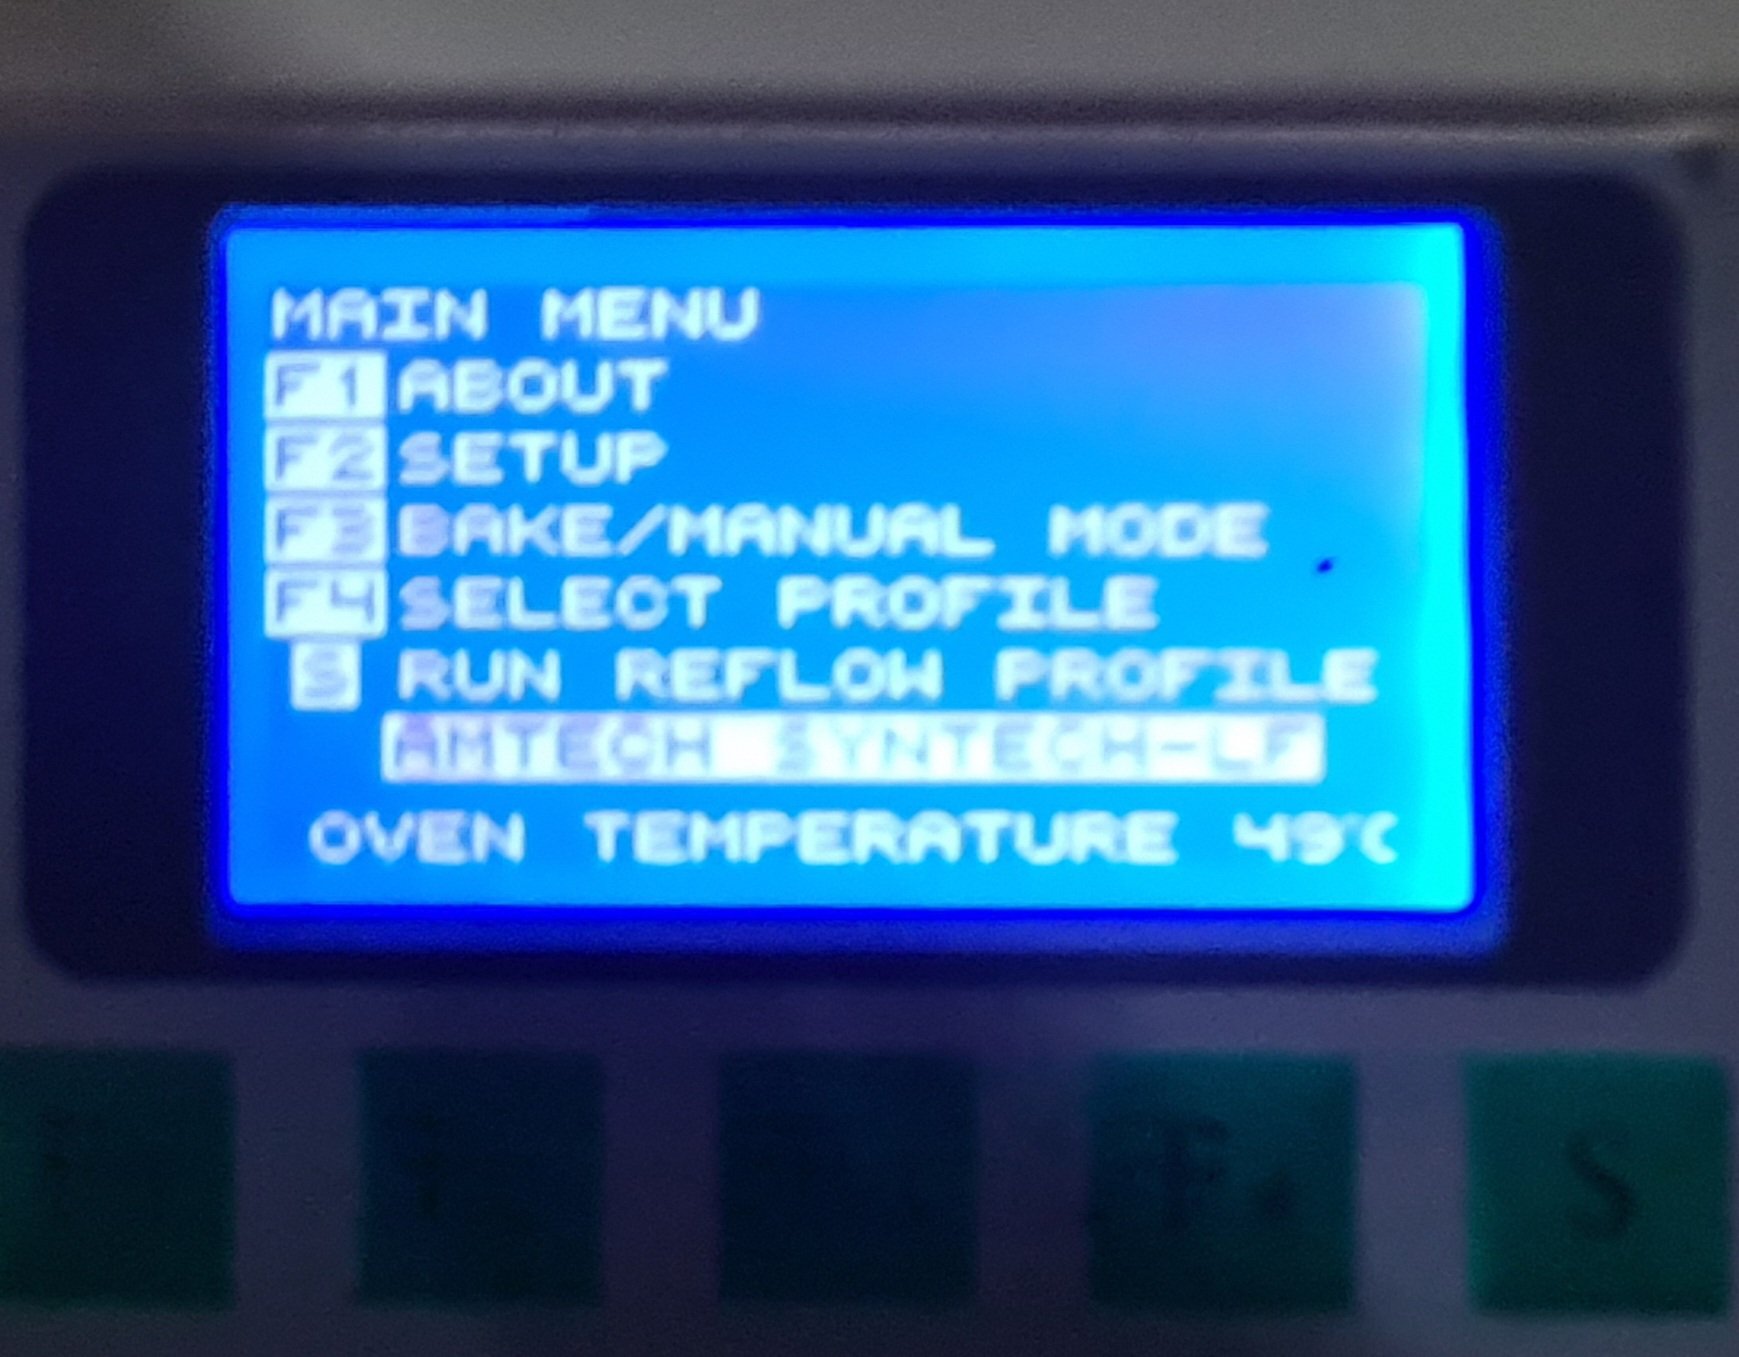 MAIN MENU
F1 ABOUT
F2 SETUP
F3 BAKE/MANUAL MODE
F4 SELECT PROFILE
S RUN REFLOW PROFILE
AMTECH SYNTECH-LF
OVEN TEMPERATURE 49°C
S